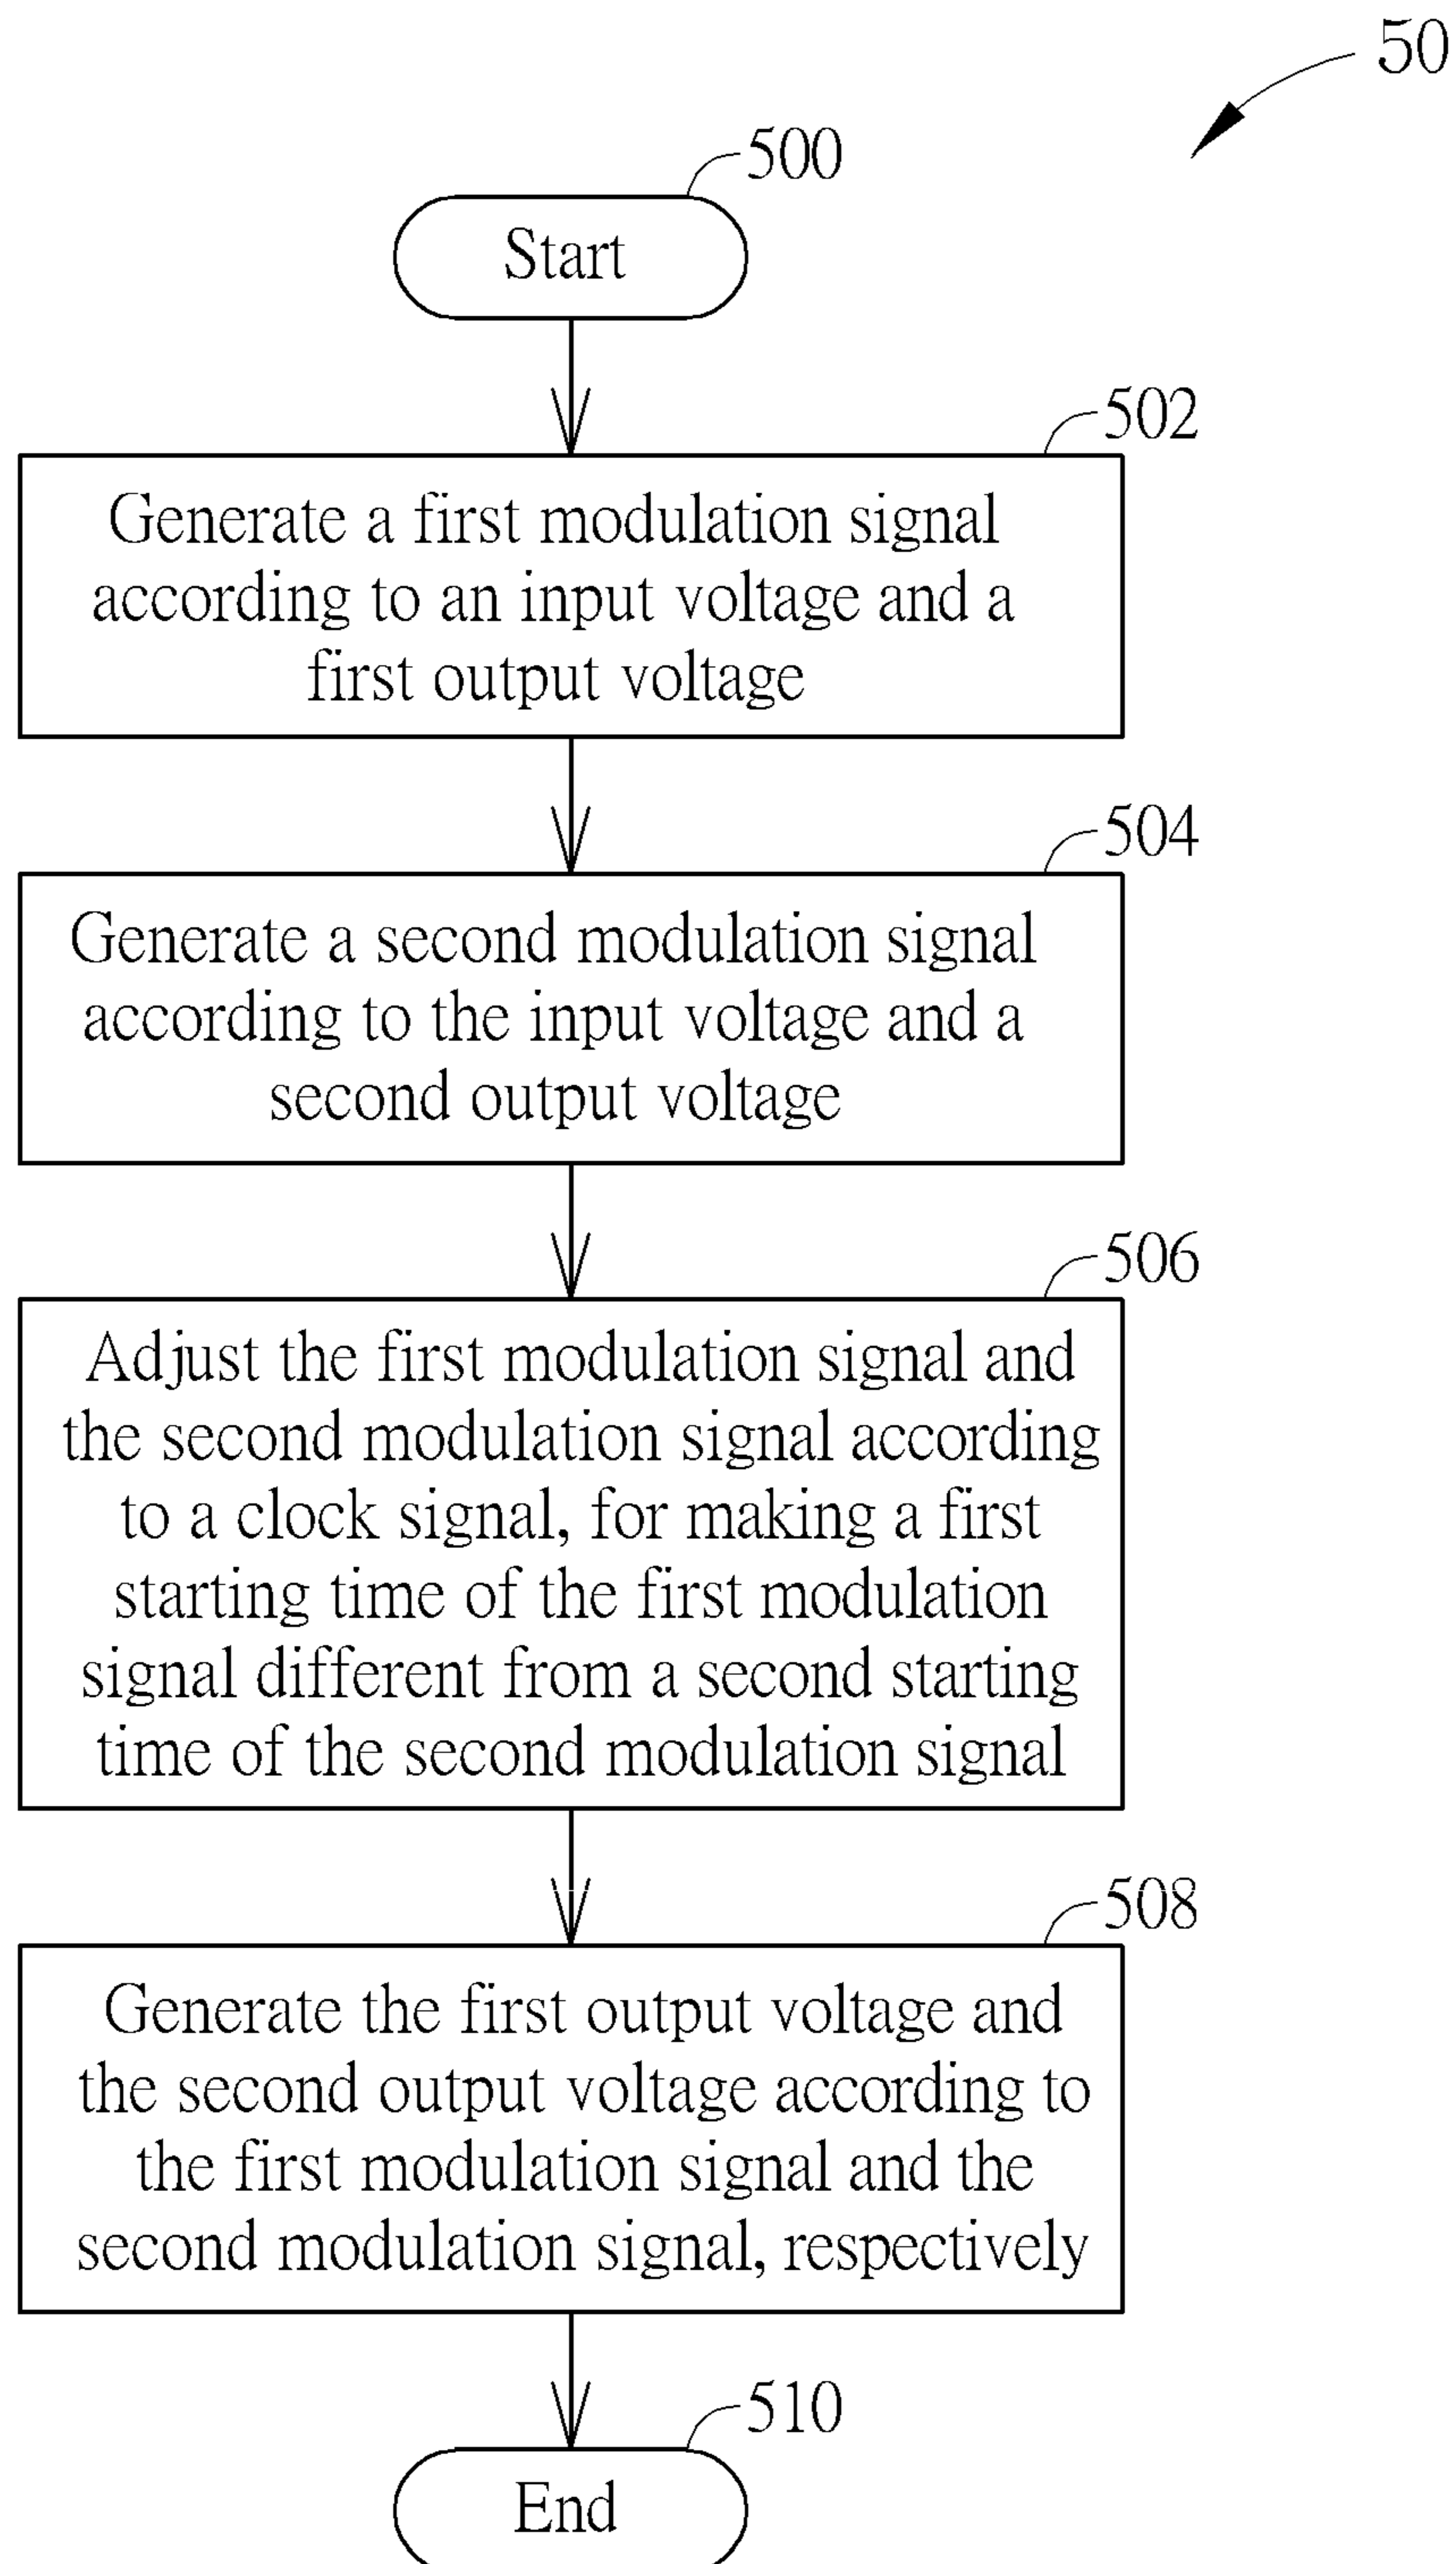 50
500
Start
502
Generate a first modulation signal
according to an input voltage and a
first output voltage
504
Generate a second modulation signal
according to the input voltage and a
second output voltage
506
Adjust the first modulation signal and
the second modulation signal according
to a clock signal, for making a first
starting time of the first modulation
signal different from a second starting
time of the second modulation signal
508
Generate the first output voltage and
the second output voltage according to
the first modulation signal and the
second modulation signal, respectively
510
End